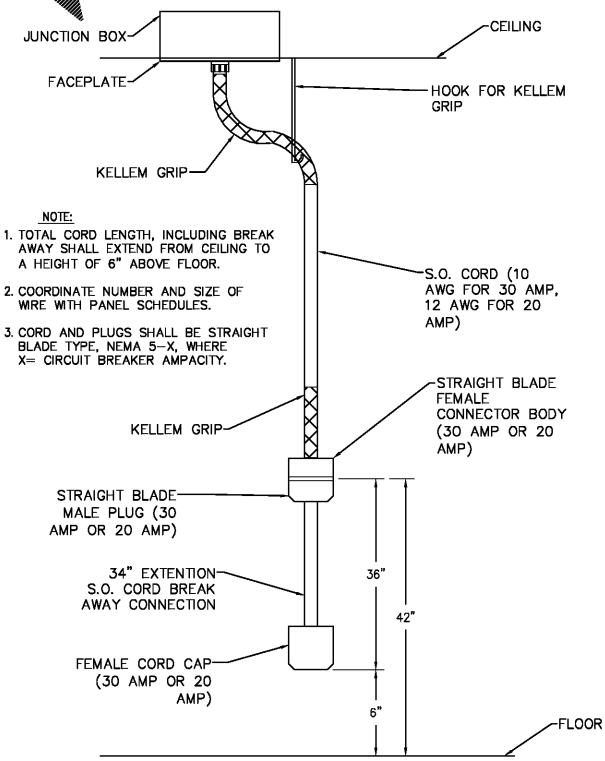 JUNCTION BOX
CEILING
FACEPLATE
HOOK FOR KELLEM
GRIP
KELLEM GRIP
NOTE:
1. TOTAL CORD LENGTH, INCLUDING BREAK
AWAY SHALL EXTEND FROM CEILING TO
A HEIGHT OF 6" ABOVE FLOOR.
2. COORDINATE NUMBER AND SIZE OF
WIRE WITH PANEL SCHEDULES.
3. CORD AND PLUGS SHALL BE STRAIGHT
BLADE TYPE, NEMA 5-X, WHERE
X= CIRCUIT BREAKER AMPACITY.
S.O. CORD (10
AWG FOR 30 AMP,
12 AWG FOR 20
AMP)
STRAIGHT BLADE
FEMALE
CONNECTOR BODY
(30 AMP OR 20
AMP)
KELLEM GRIP
STRAIGHT BLADE
MALE PLUG (30
AMP OR 20 AMP)
34" EXTENTION
S.O. CORD BREAK
AWAY CONNECTION
36"
42"
FEMALE CORD CAP
(30 AMP OR 20
AMP)
6"
FLOOR